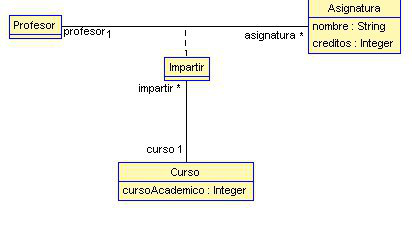 Asignatura
nombre : String
creditos : Integer
Profesor
profesor 1
asignatura *
Impartir
impartir *
curso 1
Curso
cursoAcademico : Integer